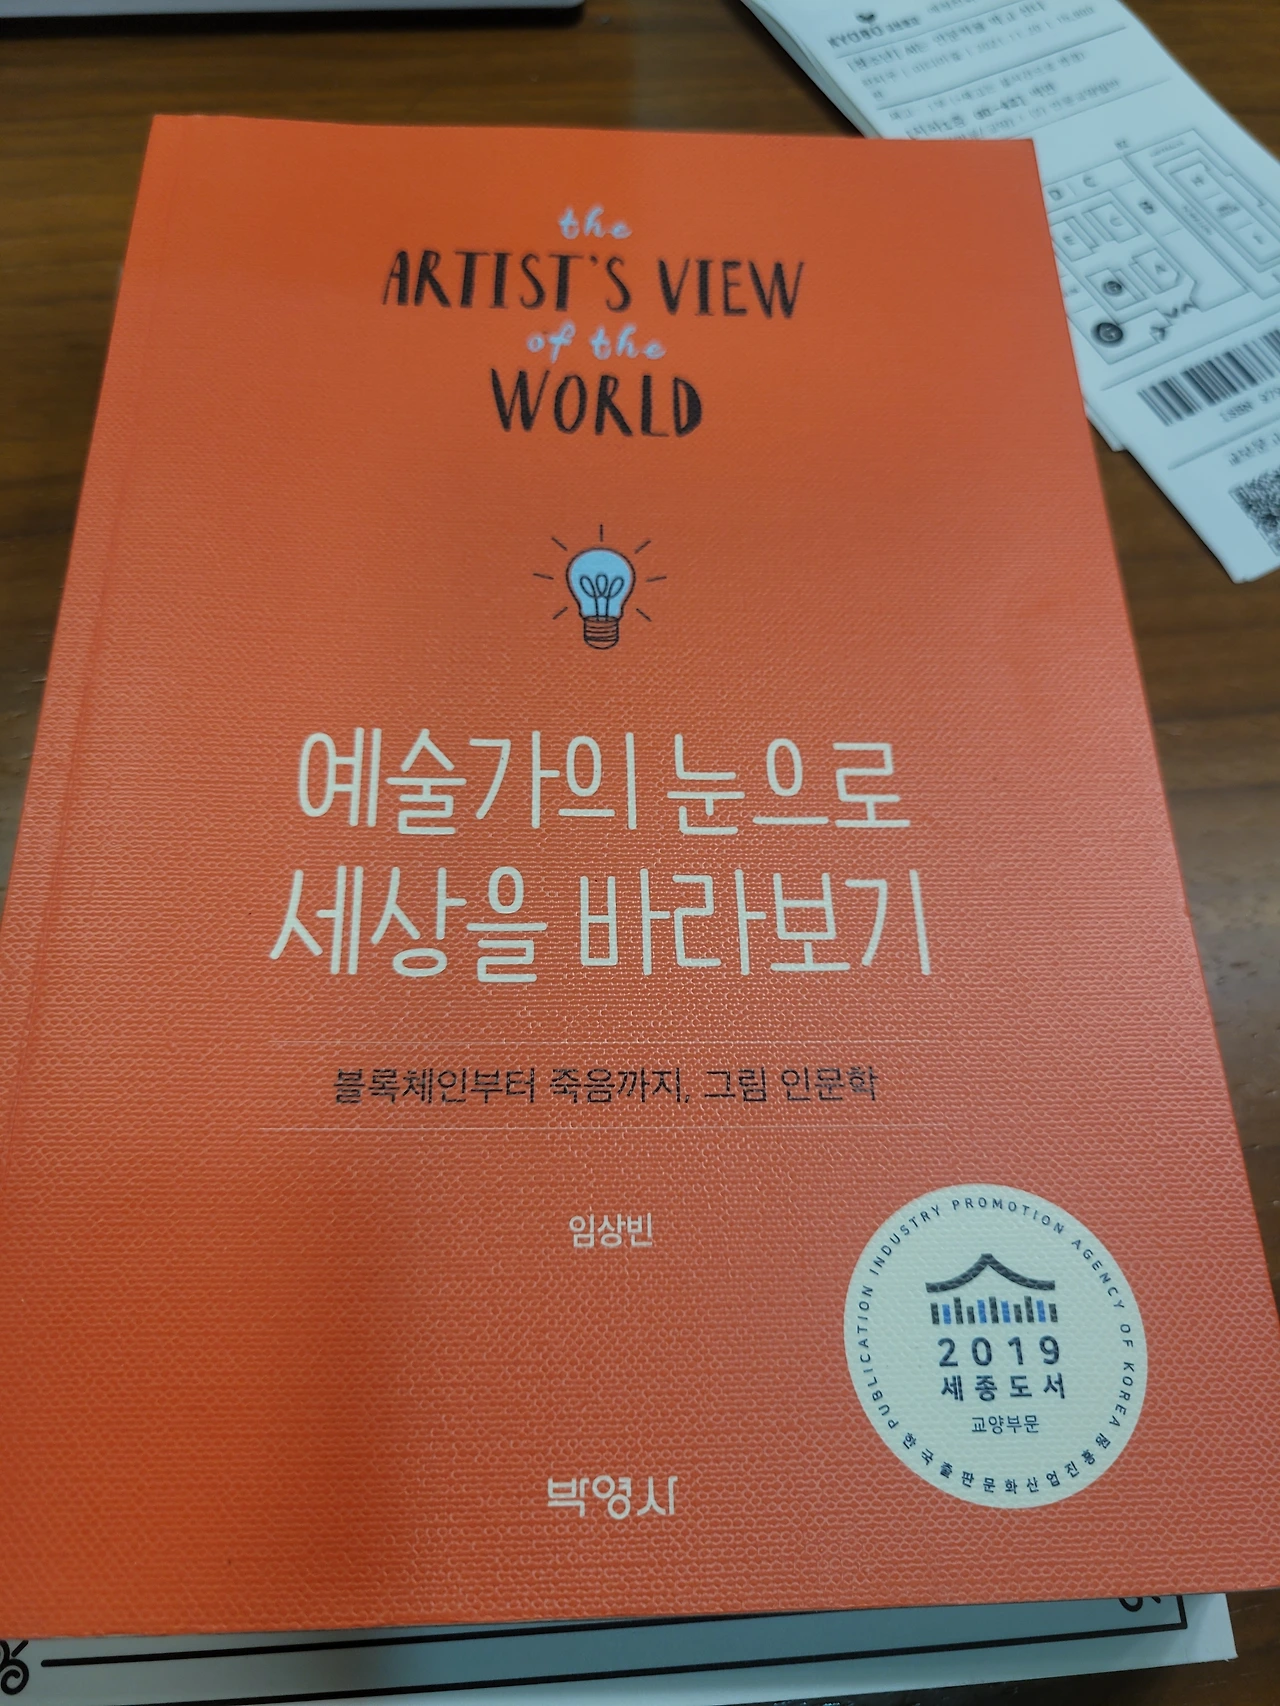 the
ARTIST'S VIEW
of the
WORLD
예술가의 눈으로
세상을 바라보기
블록체인부터 죽음까지, 그림 인문학
임상빈
PUBLICATION INDUSTRY PROMOTION AGENCY OF KOREA
2019
세종도서
교양부문
한국출판문화산업진흥원
박영사
KYOBO
ISBN